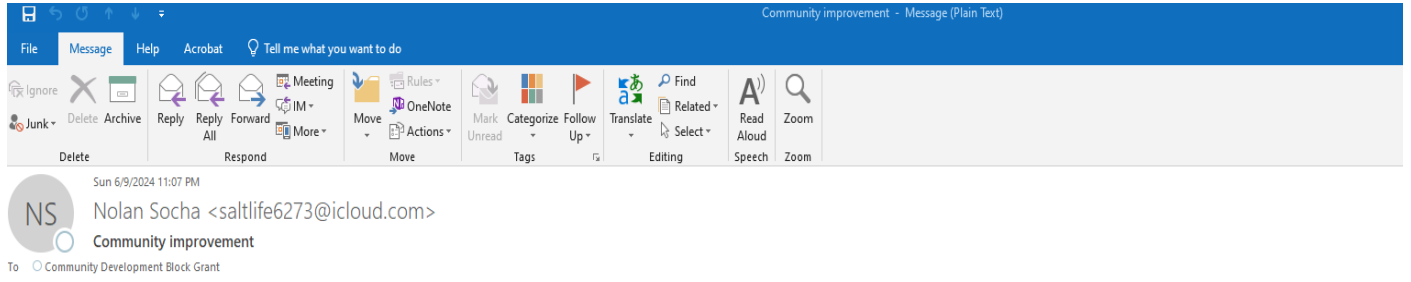 Community improvement - Message (Plain Text)
File Message Help Acrobat Tell me what you want to do
Ignore
Junk
Delete
Archive
Reply
Reply All
Forward
Meeting
IM
More
Move
Rules
OneNote
Actions
Mark Unread
Categorize
Follow Up
あ
a
Translate
Find
Related
Select
A
Read Aloud
Zoom
Delete Respond Move Tags Editing Speech Zoom
Sun 6/9/2024 11:07 PM
NS
Nolan Socha <saltlife6273@icloud.com>
Community improvement
To Community Development Block Grant